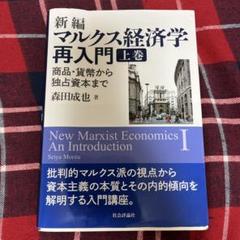 新編
マルクス経済学
再入門 上巻
商品・貨幣から
独占資本まで
森田成也 著
New Marxist Economics
An Introduction I
Seiya Morita
批判的マルクス派の視点から
資本主義の本質とその内的傾向を
解明する入門講座。
社会評論社